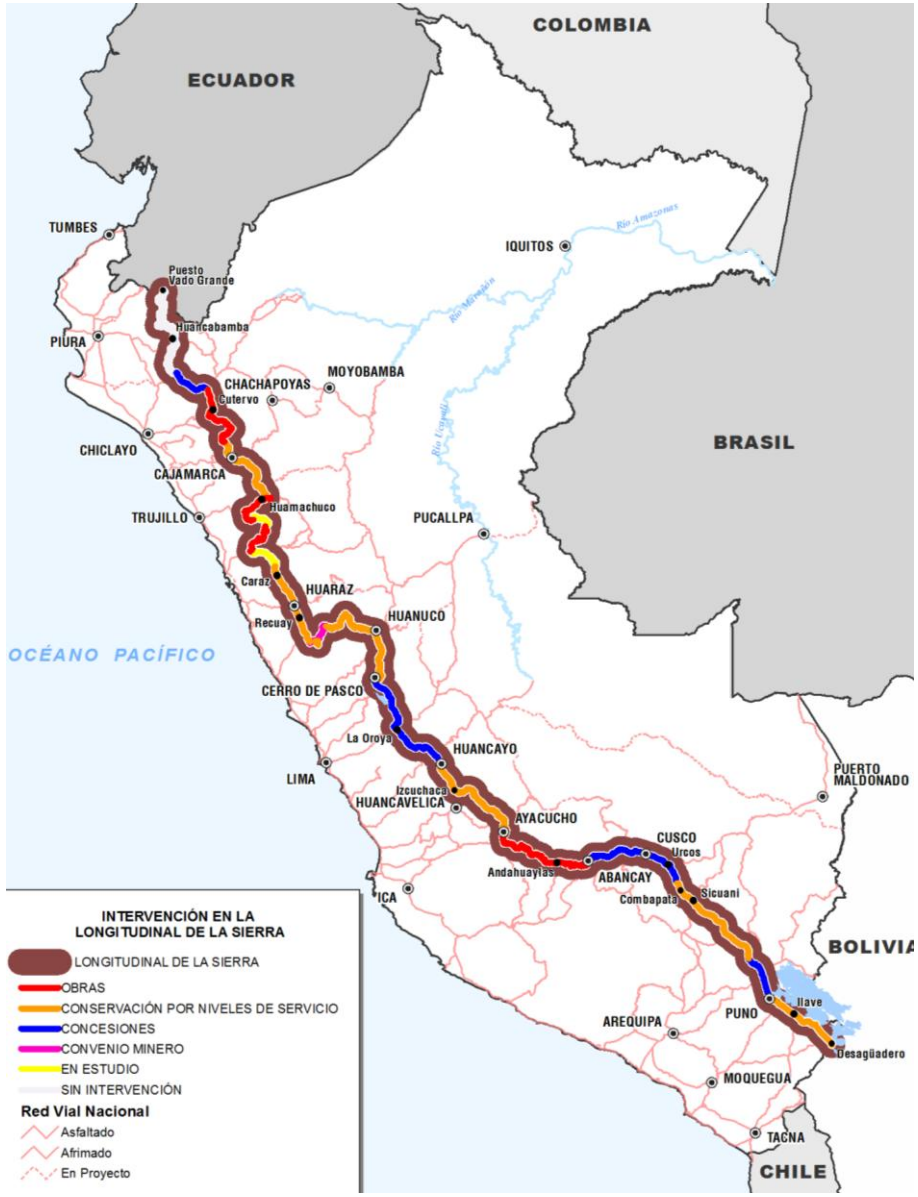 COLOMBIA
ECUADOR
TUMBES
Río Amazonas
IQUITOS
Puesto
Vado Grande
Río Marañón
Huancabamba
PIURA
CHACHAPOYAS
MOYOBAMBA
Cutervo
Río Ucayali
CHICLAYO
BRASIL
CAJAMARCA
Huamachuco
TRUJILLO
PUCALLPA
Caraz
HUARAZ
Recuay
HUANUCO
OCÉANO PACÍFICO
CERRO DE PASCO
La Oroya
HUANCAYO
LIMA
Izcuchaca
HUANCAVELICA
PUERTO
MALDONADO
AYACUCHO
CUSCO
Urcos
Andahuaylas
ABANCAY
Combapata
Sicuani
ICA
BOLIVIA
PUNO
Ilave
AREQUIPA
Desagüadero
MOQUEGUA
TACNA
CHILE
INTERVENCIÓN EN LA
LONGITUDINAL DE LA SIERRA
LONGITUDINAL DE LA SIERRA
OBRAS
CONSERVACIÓN POR NIVELES DE SERVICIO
CONCESIONES
CONVENIO MINERO
EN ESTUDIO
SIN INTERVENCIÓN
Red Vial Nacional
Asfaltado
Afrimado
En Proyecto